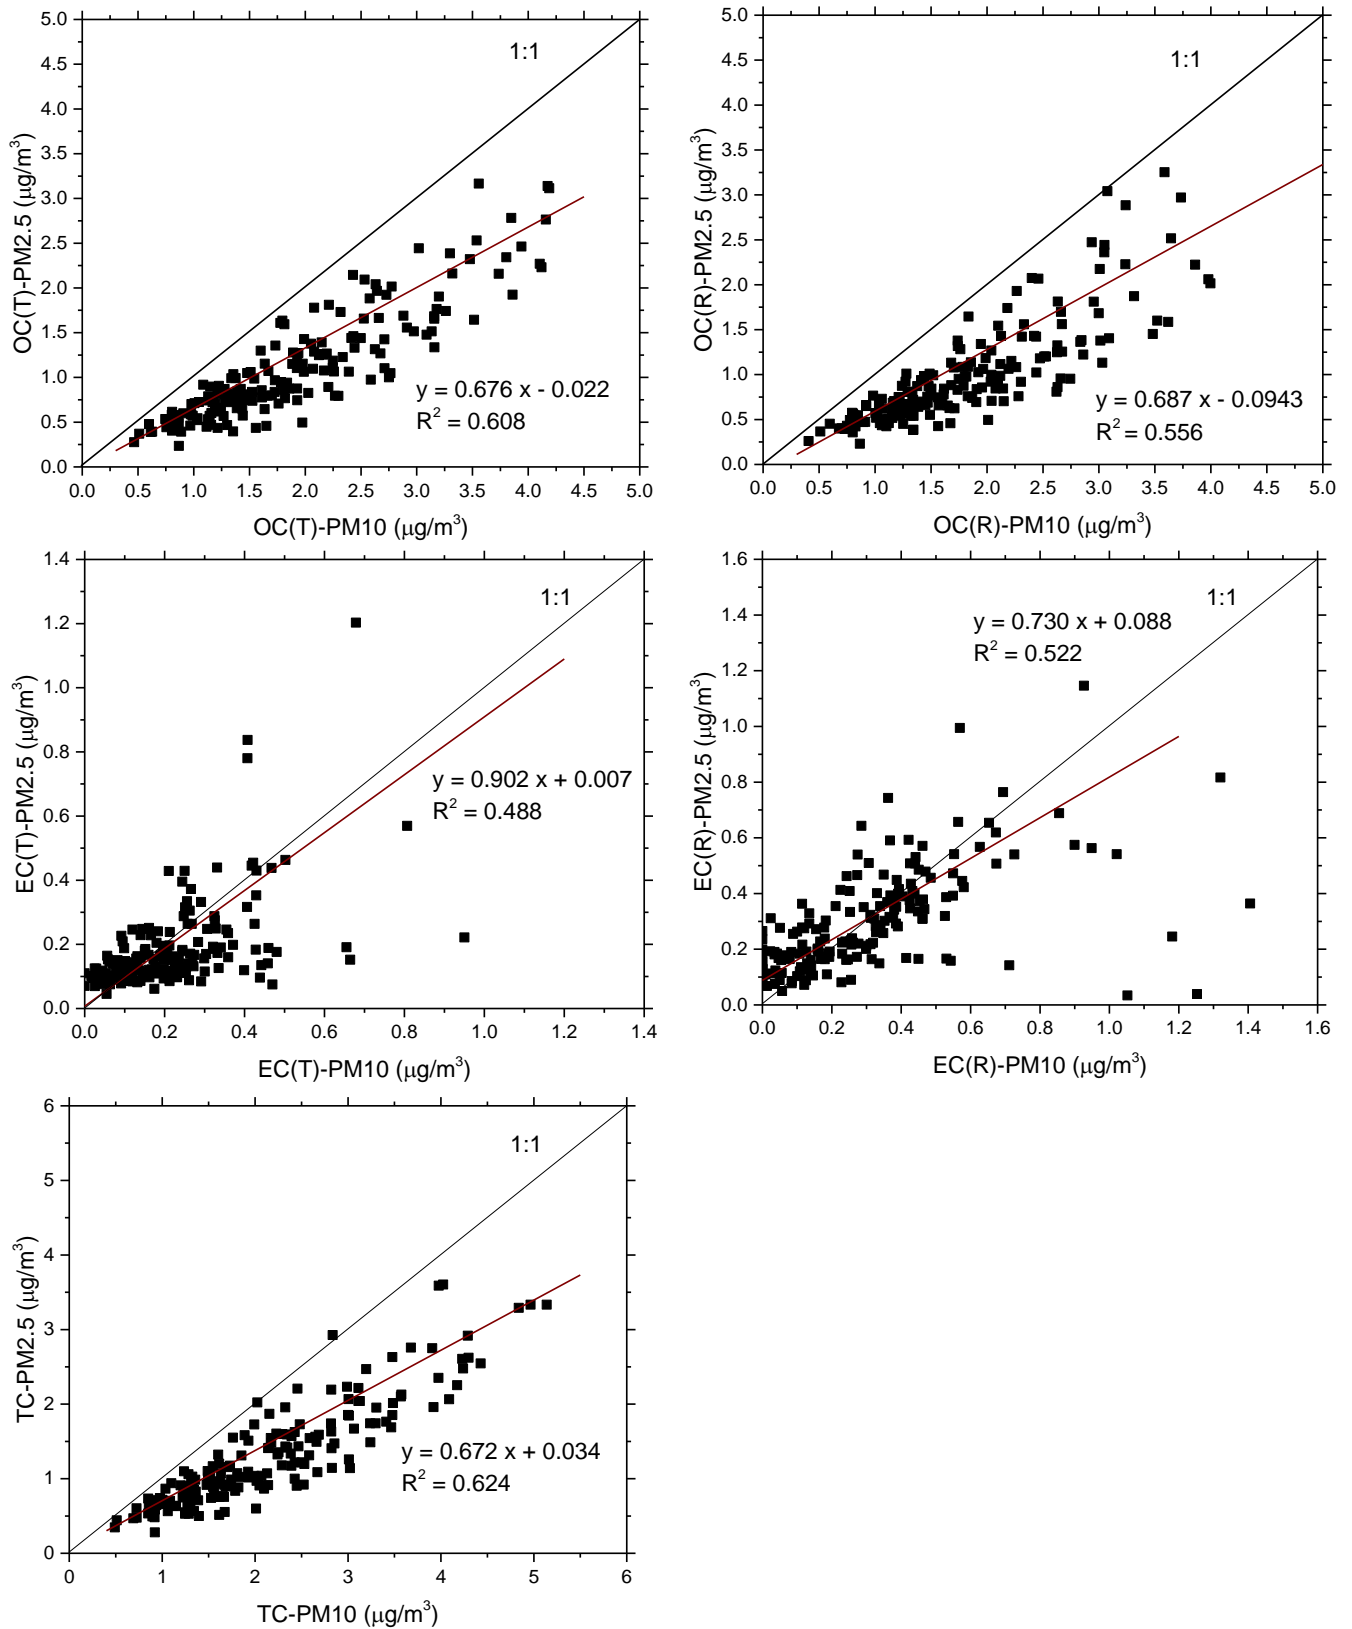 5.0
4.5
4.0
3.5
3.0
2.5
2.0
1.5
1.0
0.5
0.0
OC(T)-PM2.5 (μg/m³)
1:1
y = 0.676 x - 0.022
R² = 0.608
0.0 0.5 1.0 1.5 2.0 2.5 3.0 3.5 4.0 4.5 5.0
OC(T)-PM10 (μg/m³)
5.0
4.5
4.0
3.5
3.0
2.5
2.0
1.5
1.0
0.5
0.0
OC(R)-PM2.5 (μg/m³)
1:1
y = 0.687 x - 0.0943
R² = 0.556
0.0 0.5 1.0 1.5 2.0 2.5 3.0 3.5 4.0 4.5 5.0
OC(R)-PM10 (μg/m³)
1.4
1.2
1.0
0.8
0.6
0.4
0.2
0.0
EC(T)-PM2.5 (μg/m³)
1:1
y = 0.902 x + 0.007
R² = 0.488
0.0 0.2 0.4 0.6 0.8 1.0 1.2 1.4
EC(T)-PM10 (μg/m³)
1.6
1.4
1.2
1.0
0.8
0.6
0.4
0.2
0.0
EC(R)-PM2.5 (μg/m³)
1:1
y = 0.730 x + 0.088
R² = 0.522
0.0 0.2 0.4 0.6 0.8 1.0 1.2 1.4 1.6
EC(R)-PM10 (μg/m³)
6
5
4
3
2
1
0
TC-PM2.5 (μg/m³)
1:1
y = 0.672 x + 0.034
R² = 0.624
0 1 2 3 4 5 6
TC-PM10 (μg/m³)